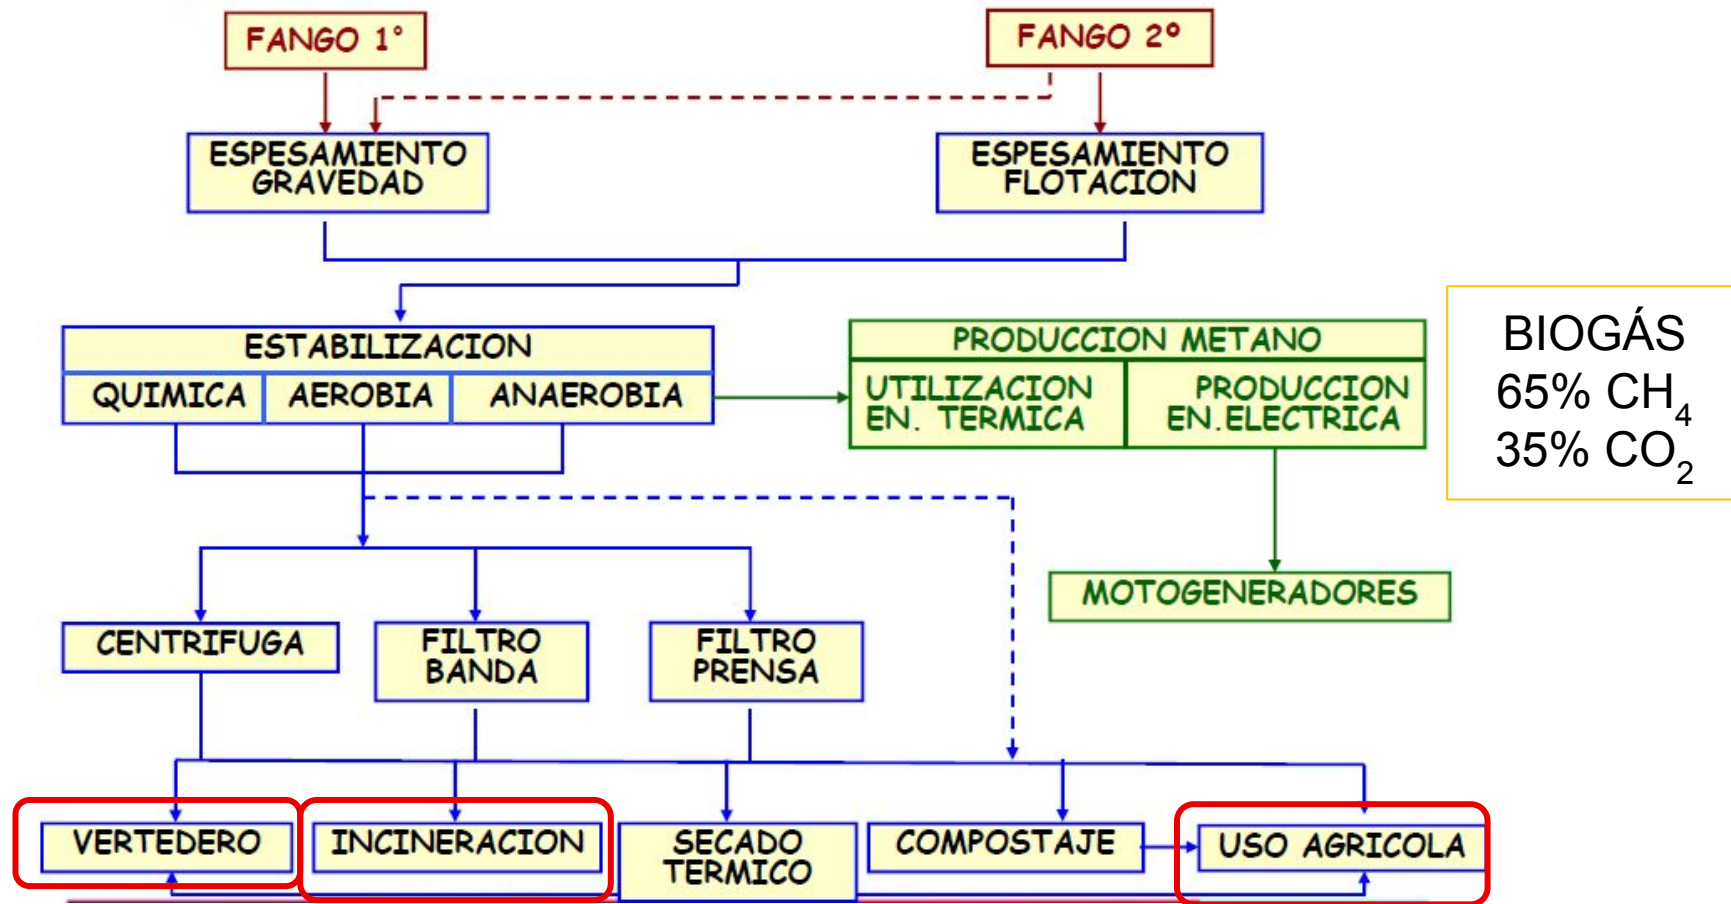 FANGO 1°
FANGO 2º
ESPESAMIENTO
GRAVEDAD
ESPESAMIENTO
FLOTACION
ESTABILIZACION
QUIMICA
AEROBIA
ANAEROBIA
PRODUCCION METANO
UTILIZACION
EN. TERMICA
PRODUCCION
EN.ELECTRICA
BIOGÁS
65% CH₄
35% CO₂
MOTOGENERADORES
CENTRIFUGA
FILTRO
BANDA
FILTRO
PRENSA
VERTEDERO
INCINERACION
SECADO
TERMICO
COMPOSTAJE
USO AGRICOLA